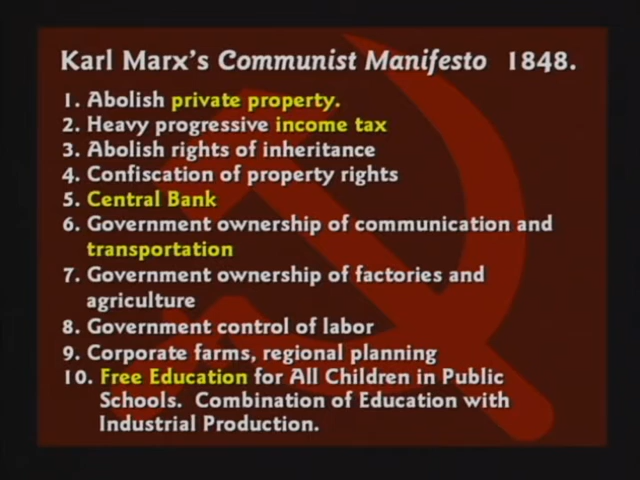 Karl Marx's Communist Manifesto 1848.
1. Abolish private property.
2. Heavy progressive income tax
3. Abolish rights of inheritance
4. Confiscation of property rights
5. Central Bank
6. Government ownership of communication and
transportation
7. Government ownership of factories and
agriculture
8. Government control of labor
9. Corporate farms, regional planning
10. Free Education for All Children in Public
Schools. Combination of Education with
Industrial Production.